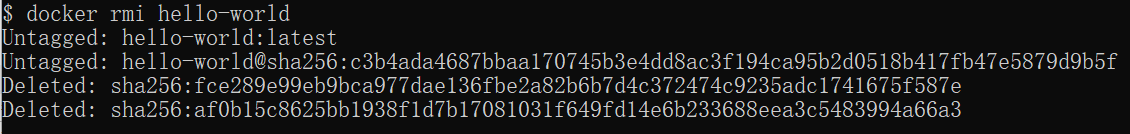 $ docker rmi hello-world
Untagged: hello-world:latest
Untagged: hello-world@sha256:c3b4ada4687bbaa170745b3e4dd8ac3f194ca95b2d0518b417fb47e5879d9b5f
Deleted: sha256:fce289e99eb9bca977dae136fbe2a82b6b7d4c372474c9235adc1741675f587e
Deleted: sha256:af0b15c8625bb1938f1d7b17081031f649fd14e6b233688eea3c5483994a66a3